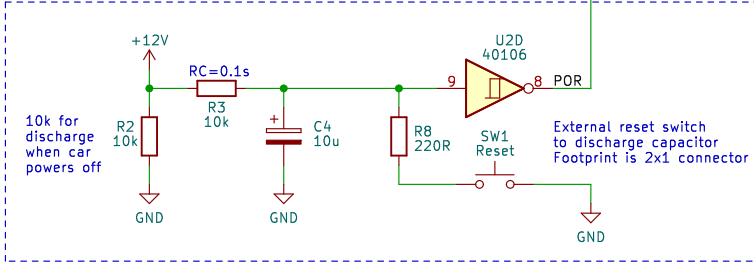 U2D
40106
+12V
RC=0.1s
9
8
POR
R3
10k
10k for
discharge
when car
powers off
R2
10k
+
C4
10u
R8
220R
SW1
Reset
External reset switch
to discharge capacitor
Footprint is 2x1 connector
GND
GND
GND